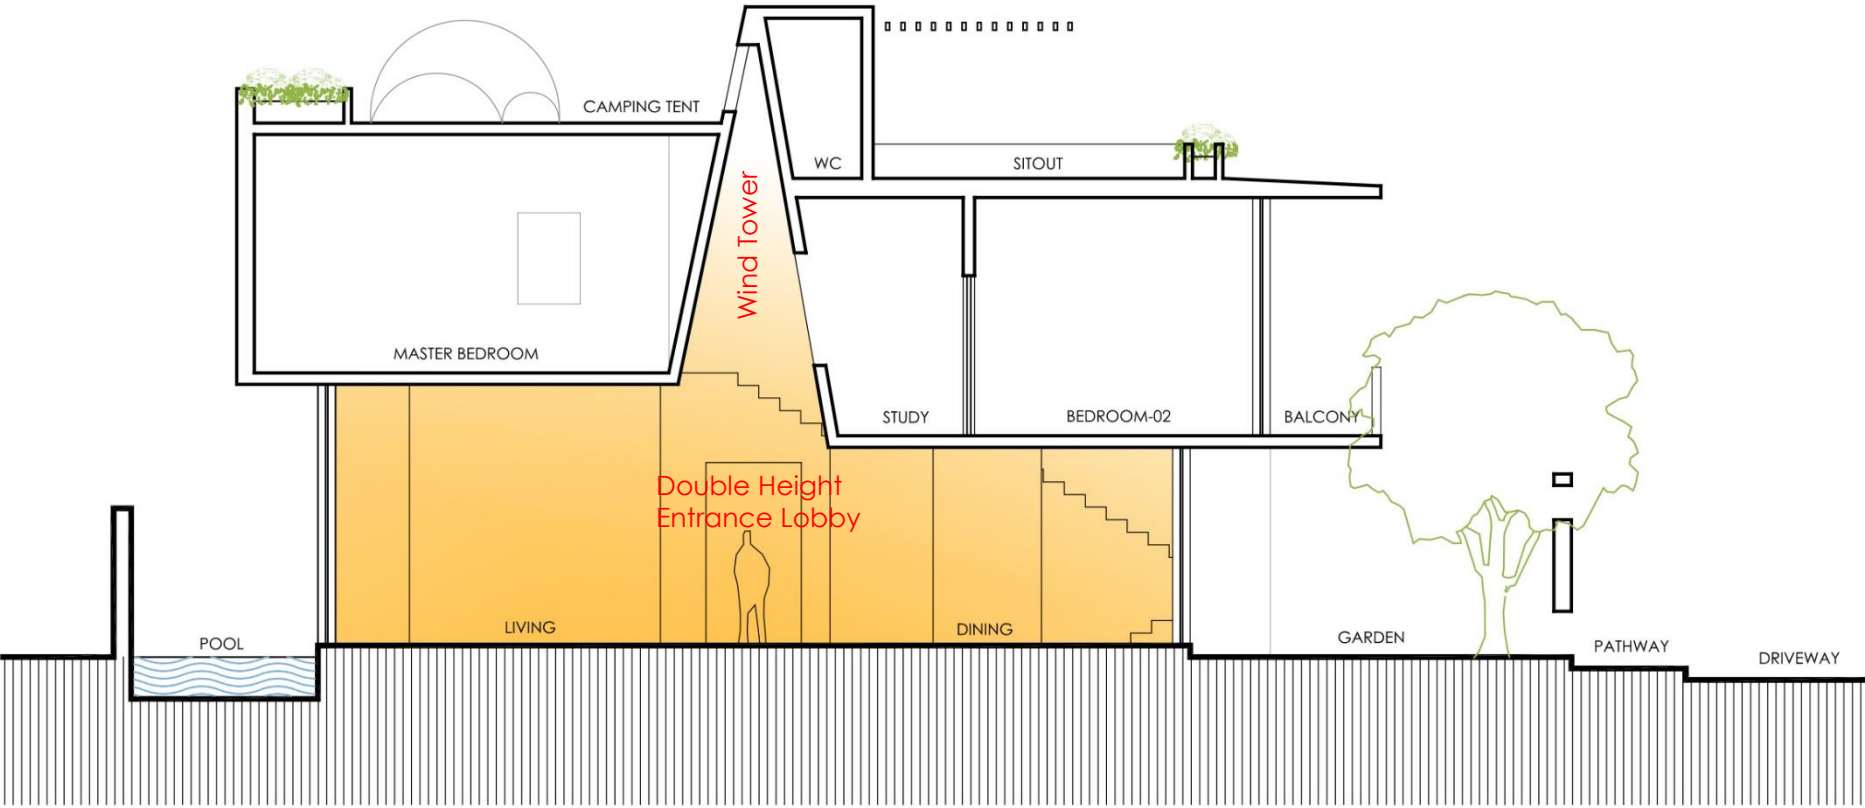 CAMPING TENT
WC
SITOUT
Wind Tower
MASTER BEDROOM
STUDY
BEDROOM-02
BALCONY
Double Height
Entrance Lobby
POOL
LIVING
DINING
GARDEN
PATHWAY
DRIVEWAY